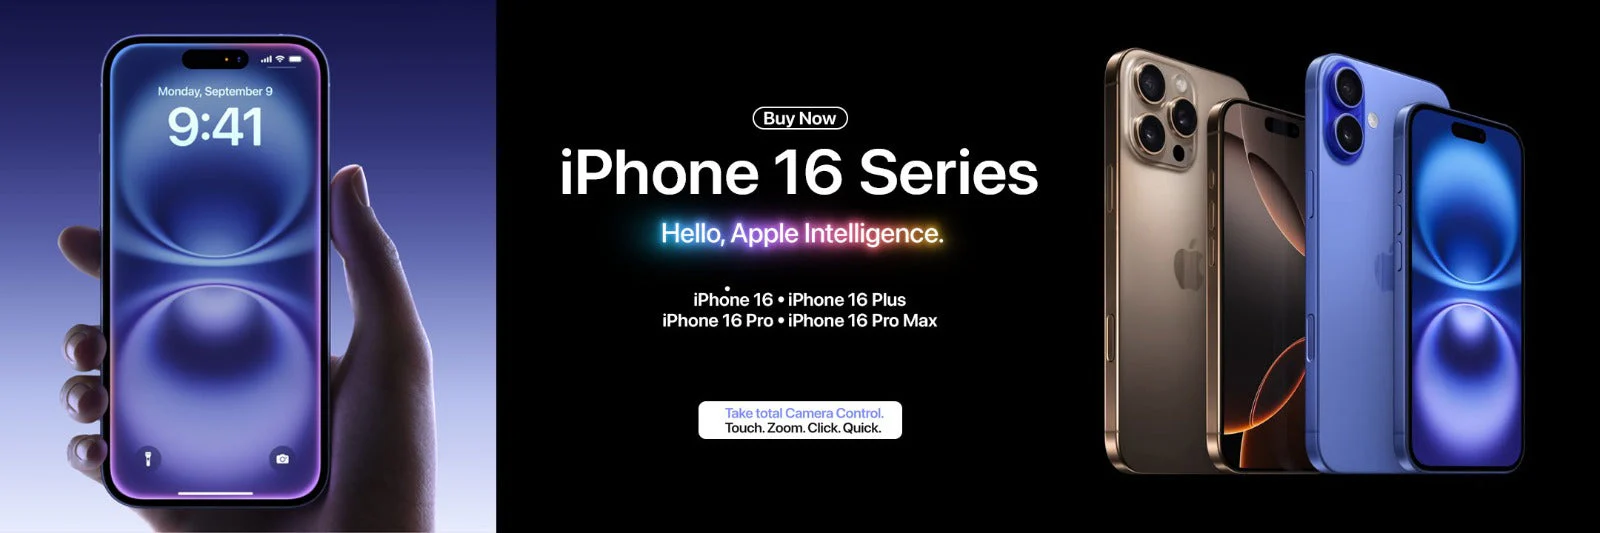 Monday, September 9
9:41
Buy Now
iPhone 16 Series
Hello, Apple Intelligence.
iPhone 16 • iPhone 16 Plus
iPhone 16 Pro • iPhone 16 Pro Max
Take total Camera Control.
Touch. Zoom. Click. Quick.